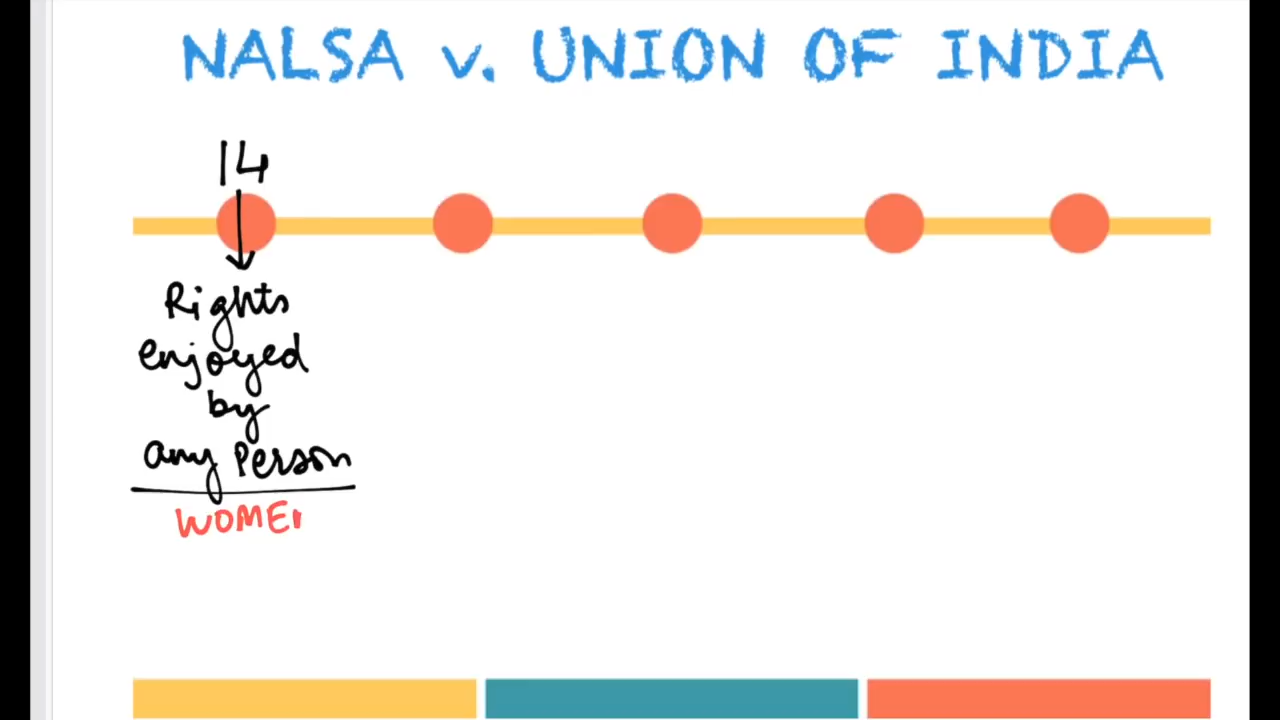 NALSA v. UNION OF INDIA
14
Rights
enjoyed
by
any Person